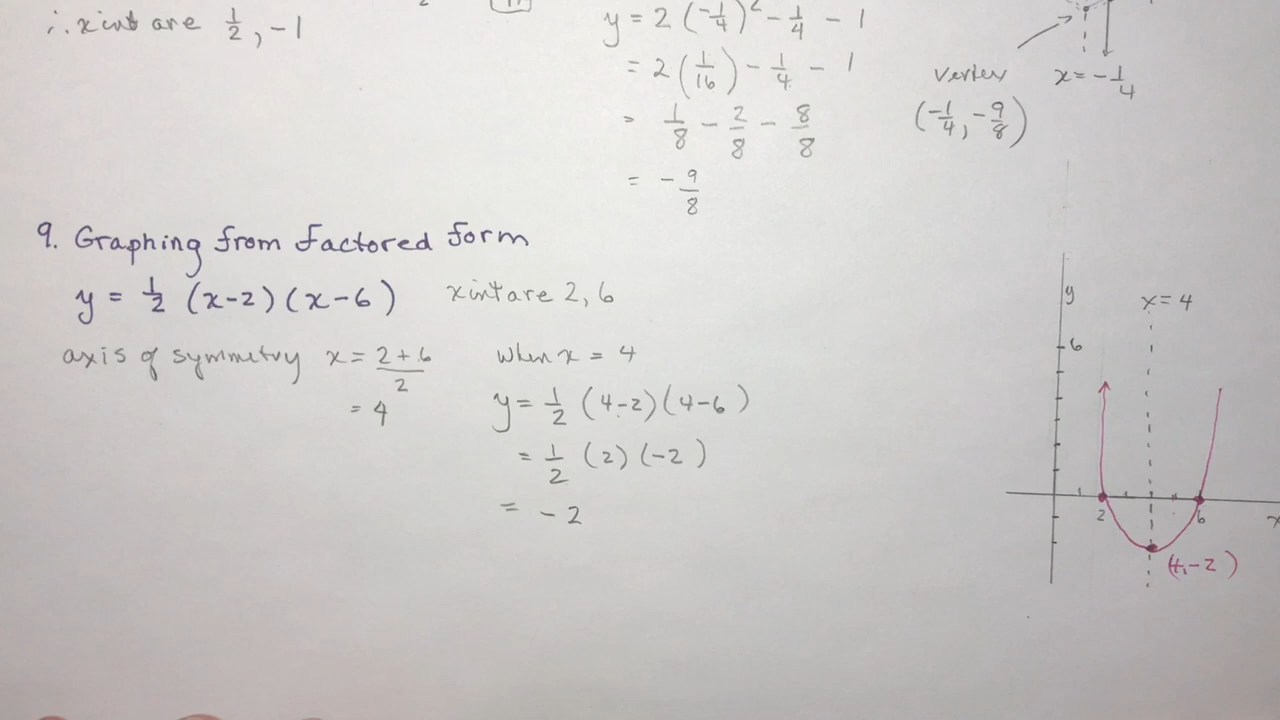 ∴ x int are 1/2, -1
y = 2(-1/4)² - 1/4 - 1
= 2(1/16) - 1/4 - 1
= 1/8 - 2/8 - 8/8
= -9/8
vertex
(-1/4, -9/8)
x = -1/4
9. Graphing from factored form
y = 1/2 (x-2)(x-6)
x int are 2, 6
axis of symmetry x = 2+6/2
= 4
when x = 4
y = 1/2 (4-2)(4-6)
= 1/2 (2)(-2)
= -2
y
x = 4
6
2
6
x
(4,-2)